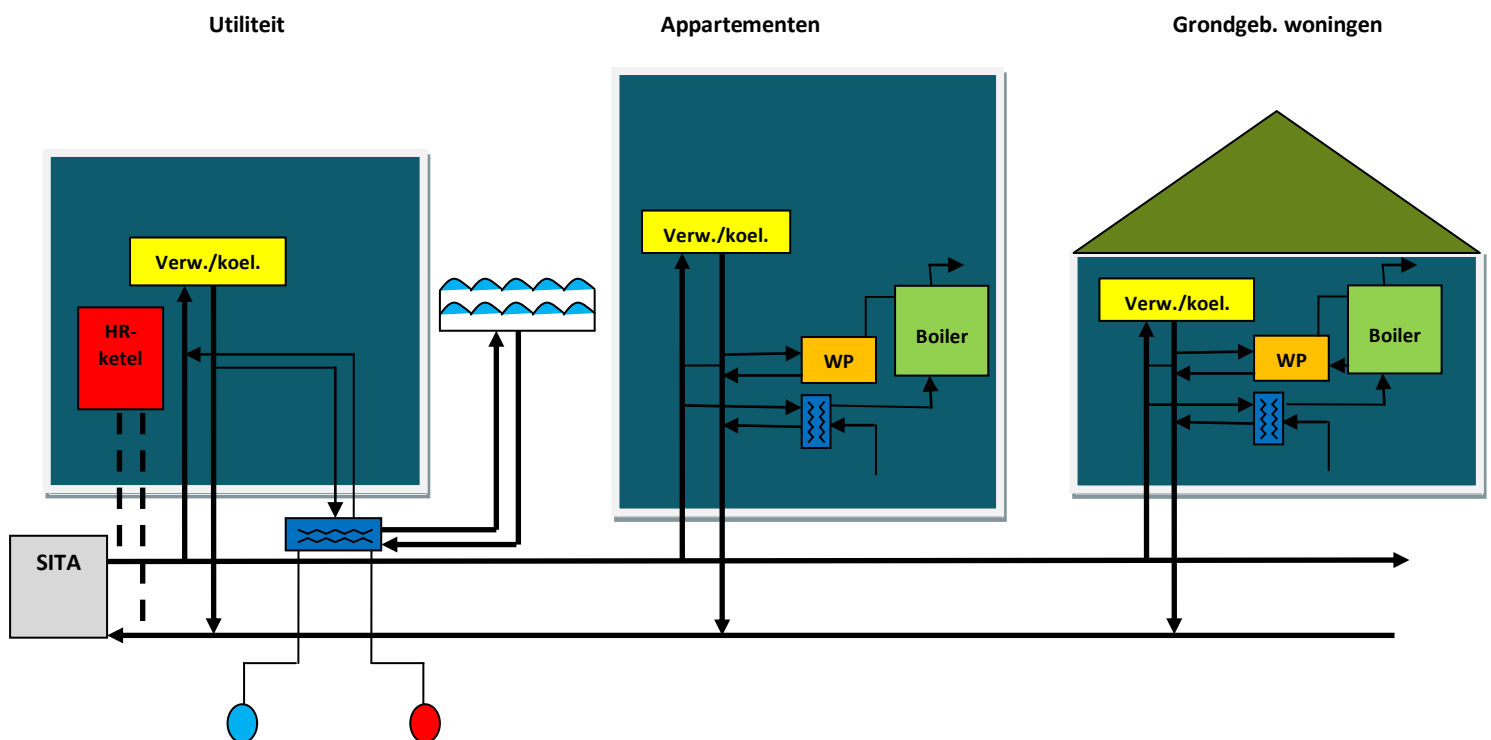 Utiliteit
Appartementen
Grondgeb. woningen
Verw./koel.
HR-
ketel
Verw./koel.
WP
Boiler
Verw./koel.
WP
Boiler
SITA